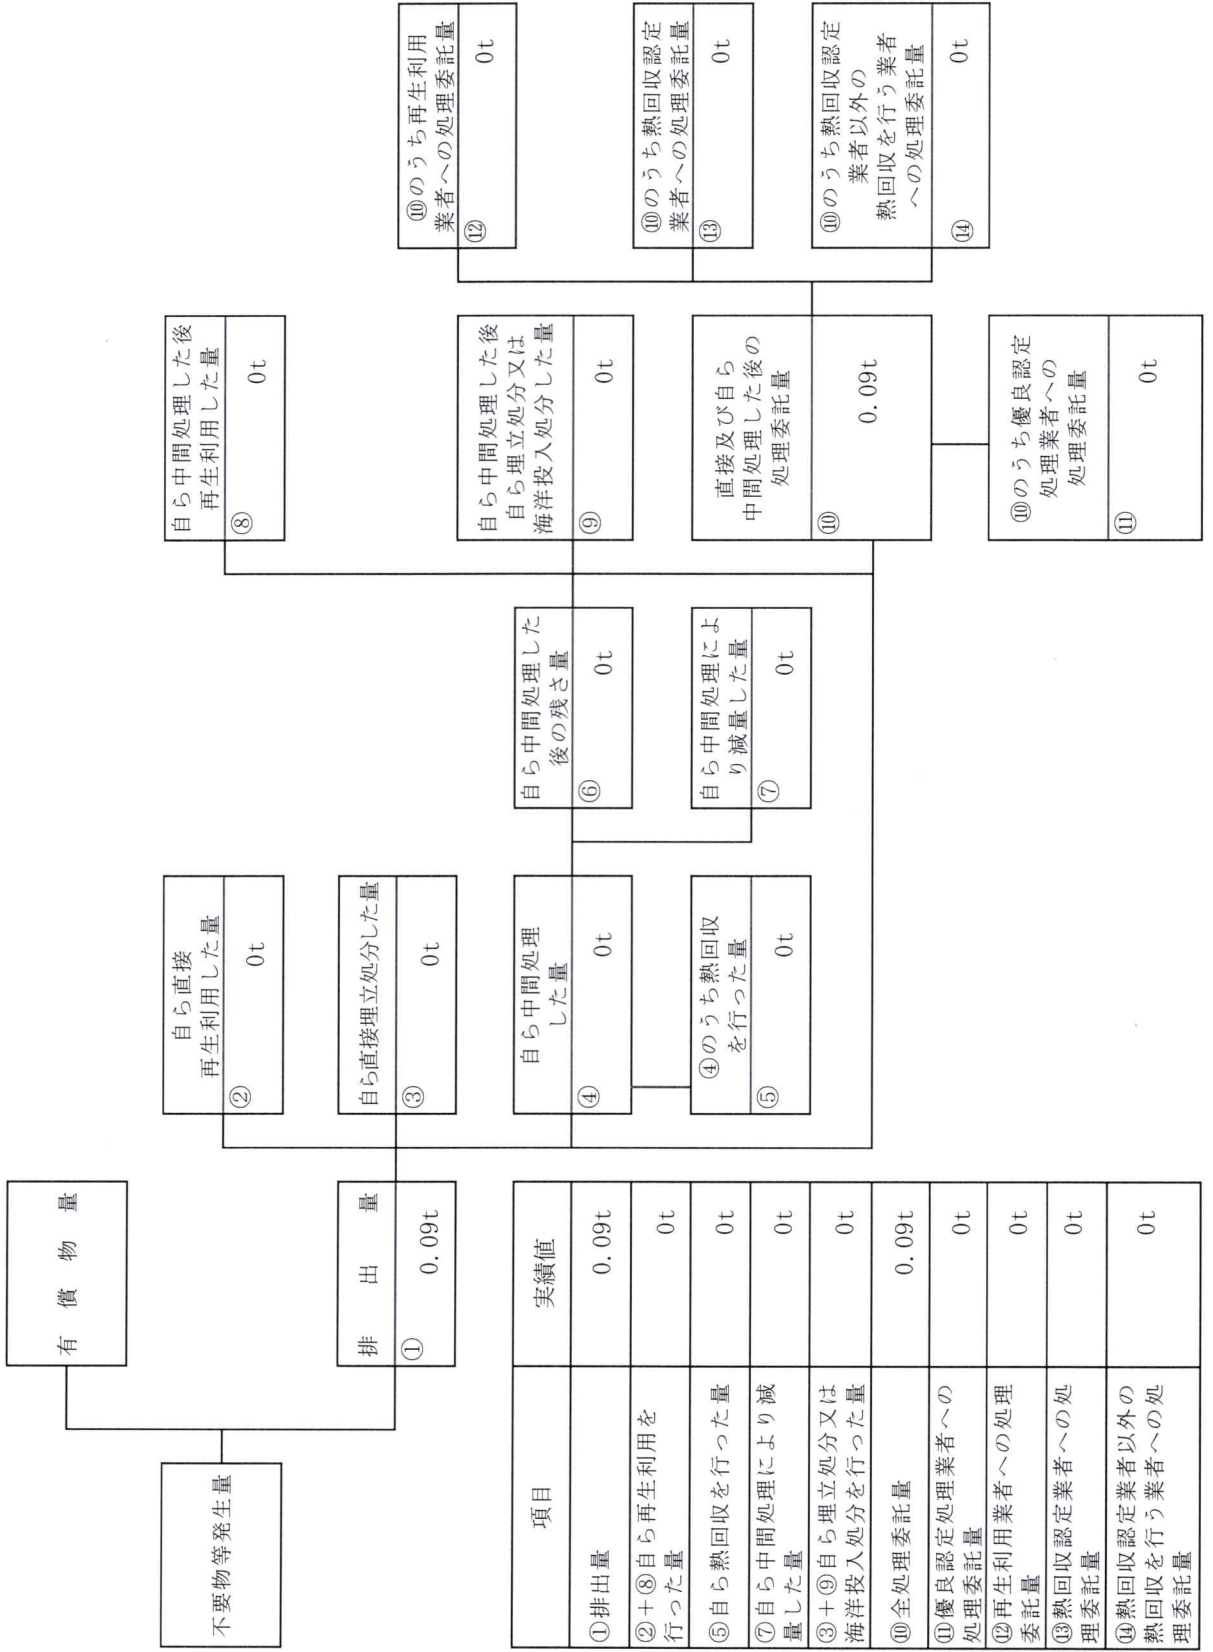 不要物等発生量
有償物量
排出量
①
0.09t
自ら直接
再生利用した量
②
0t
自ら直接埋立処分した量
③
0t
自ら中間処理
した量
④
0t
④のうち熱回収
を行った量
⑤
0t
自ら中間処理した
後の残さ量
⑥
0t
自ら中間処理によ
り減量した量
⑦
0t
自ら中間処理した後
再生利用した量
⑧
0t
自ら中間処理した後
自ら埋立処分又は
海洋投入処分した量
⑨
0t
直接及び自ら
中間処理した後の
処理委託量
⑩
0.09t
⑩のうち優良認定
処理業者への
処理委託量
⑪
0t
⑩のうち再生利用
業者への処理委託量
⑫
0t
⑩のうち熱回収認定
業者への処理委託量
⑬
0t
⑩のうち熱回収認定
業者以外の
熱回収を行う業者
への処理委託量
⑭
0t
項目
実績値
①排出量
0.09t
②＋⑧自ら再生利用を
行った量
0t
⑤自ら熱回収を行った量
0t
⑦自ら中間処理により減
量した量
0t
③＋⑨自ら埋立処分又は
海洋投入処分を行った量
0t
⑩全処理委託量
0.09t
⑪優良認定処理業者への
処理委託量
0t
⑫再生利用業者への処理
委託量
0t
⑬熱回収認定業者への処
理委託量
0t
⑭熱回収認定業者以外の
熱回収を行う業者への処
理委託量
0t